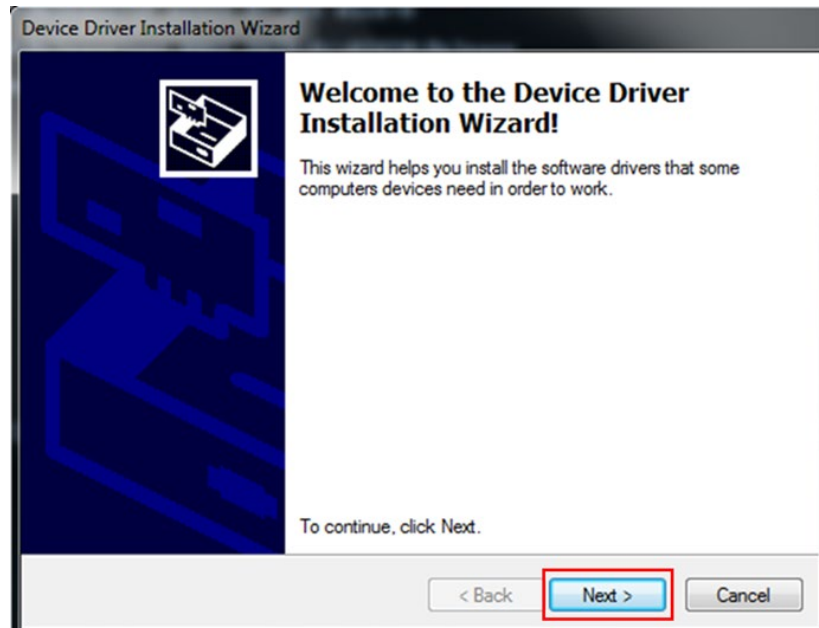 Device Driver Installation Wizard
Welcome to the Device Driver
Installation Wizard!
This wizard helps you install the software drivers that some
computers devices need in order to work.
To continue, click Next.
< Back
Next >
Cancel